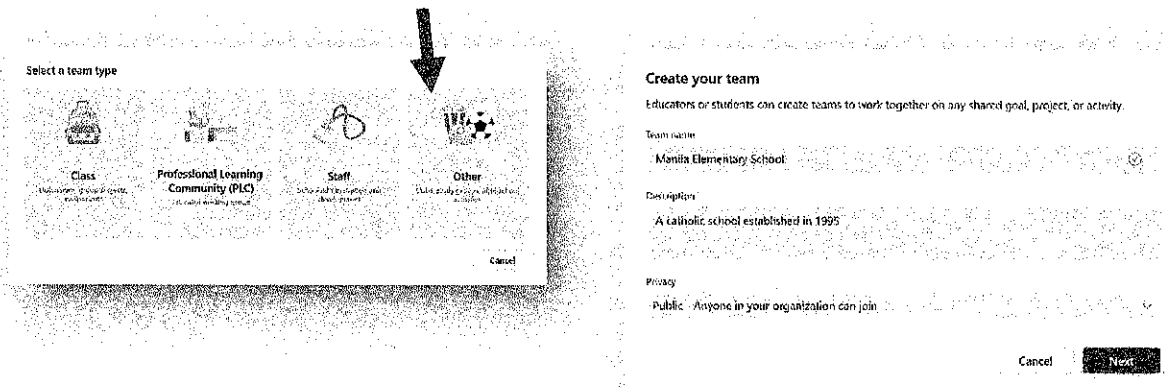 Select a team type
Class
Professional Learning
Community (PLC)
Staff
Other
Cancel
Create your team
Educators or students can create teams to work together on any shared goal, project, or activity.
Team name
Manila Elementary School
Description
A catholic school established in 1995
Privacy
Public - Anyone in your organization can join
Cancel
Next